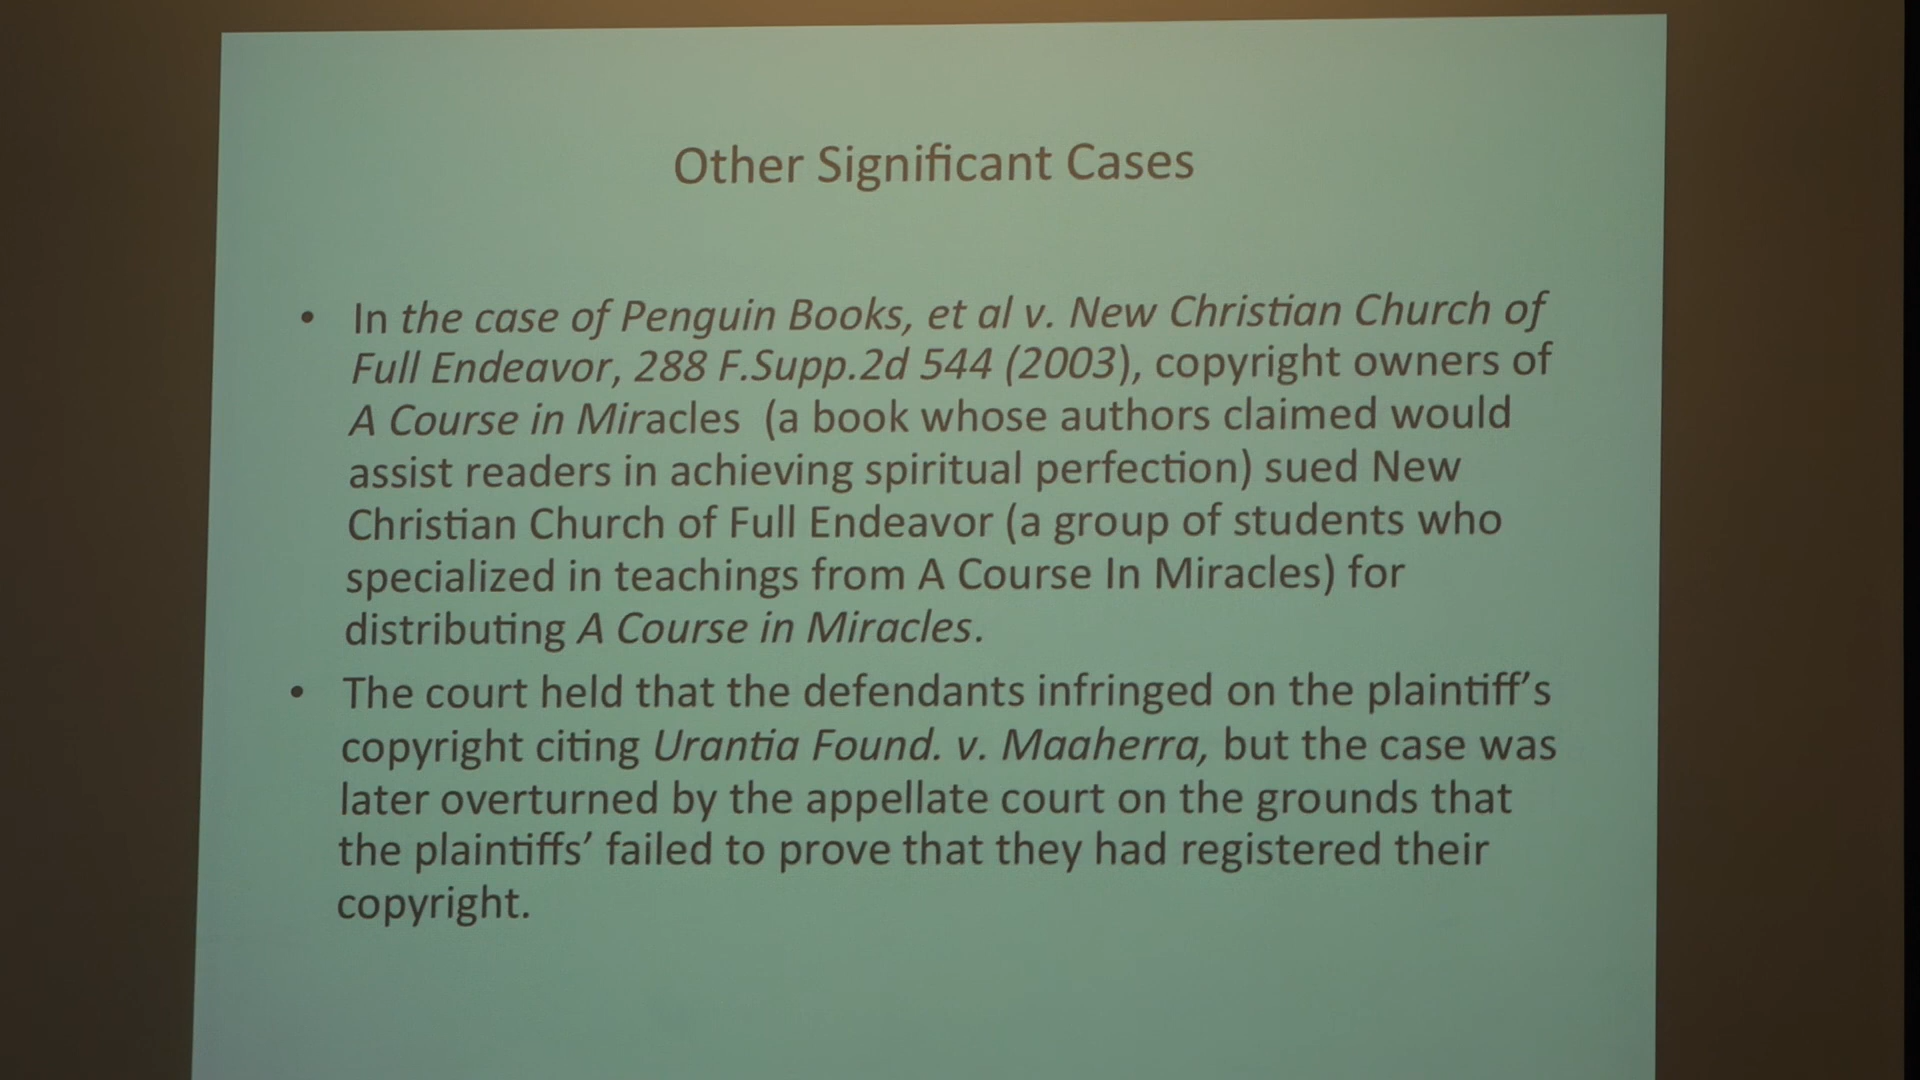 Other Significant Cases
• In the case of Penguin Books, et al v. New Christian Church of
Full Endeavor, 288 F.Supp.2d 544 (2003), copyright owners of
A Course in Miracles (a book whose authors claimed would
assist readers in achieving spiritual perfection) sued New
Christian Church of Full Endeavor (a group of students who
specialized in teachings from A Course In Miracles) for
distributing A Course in Miracles.
• The court held that the defendants infringed on the plaintiff’s
copyright citing Urantia Found. v. Maaherra, but the case was
later overturned by the appellate court on the grounds that
the plaintiffs’ failed to prove that they had registered their
copyright.